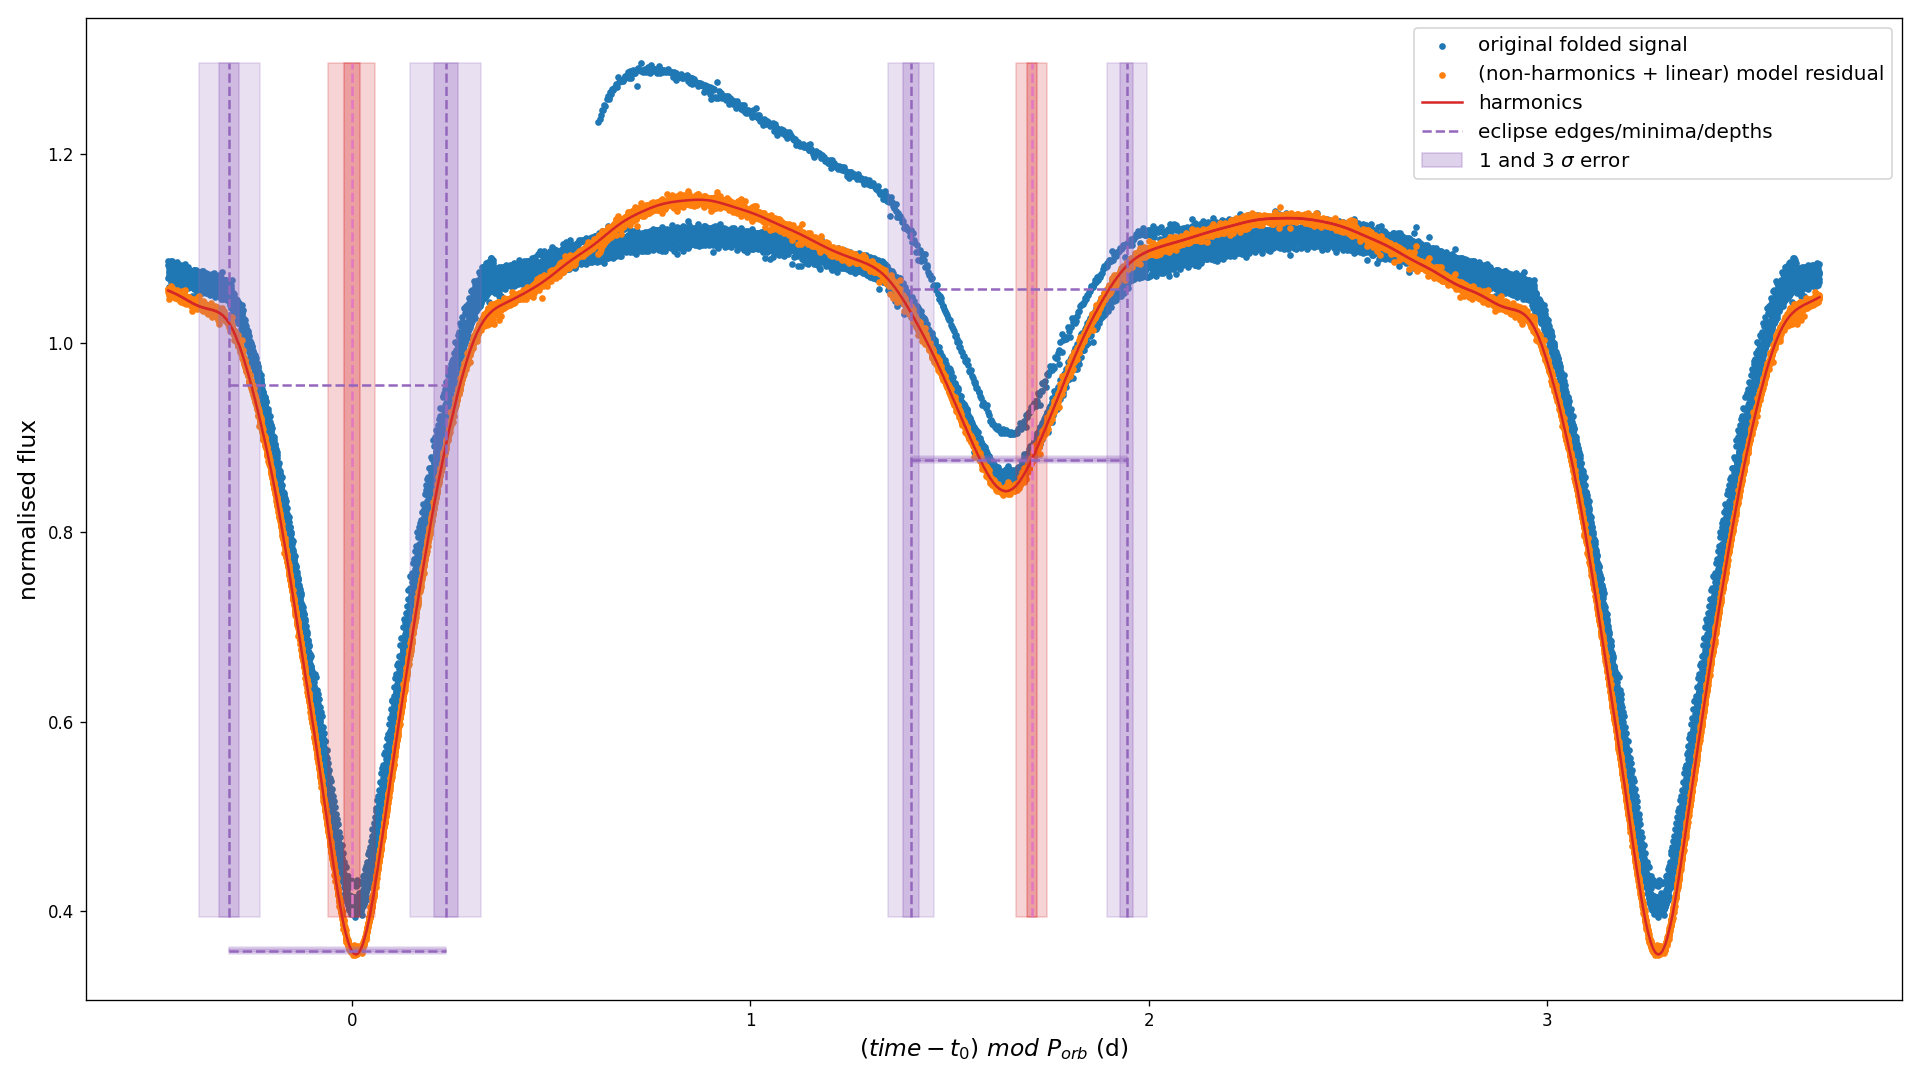 original folded signal
(non-harmonics + linear) model residual
harmonics
eclipse edges/minima/depths
1 and 3 σ error
normalised flux
1.2
1.0
0.8
0.6
0.4
0
1
2
3
(time − t₀) mod P_orb (d)